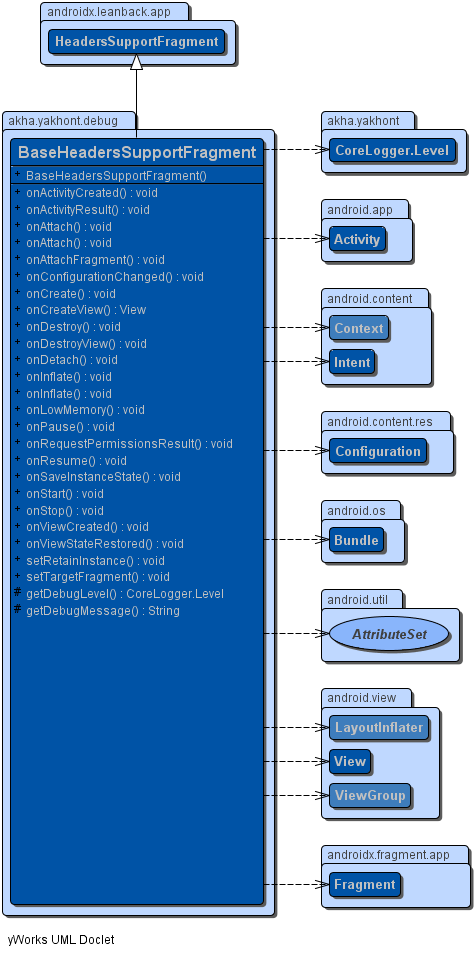 androidx.leanback.app
HeadersSupportFragment
akha.yakhont.debug
BaseHeadersSupportFragment
+ BaseHeadersSupportFragment()
+ onActivityCreated() : void
+ onActivityResult() : void
+ onAttach() : void
+ onAttach() : void
+ onAttachFragment() : void
+ onConfigurationChanged() : void
+ onCreate() : void
+ onCreateView() : View
+ onDestroy() : void
+ onDestroyView() : void
+ onDetach() : void
+ onInflate() : void
+ onInflate() : void
+ onLowMemory() : void
+ onPause() : void
+ onRequestPermissionsResult() : void
+ onResume() : void
+ onSaveInstanceState() : void
+ onStart() : void
+ onStop() : void
+ onViewCreated() : void
+ onViewStateRestored() : void
+ setRetainInstance() : void
+ setTargetFragment() : void
# getDebugLevel() : CoreLogger.Level
# getDebugMessage() : String
akha.yakhont
CoreLogger.Level
android.app
Activity
android.content
Context
Intent
android.content.res
Configuration
android.os
Bundle
android.util
AttributeSet
android.view
LayoutInflater
View
ViewGroup
androidx.fragment.app
Fragment
yWorks UML Doclet